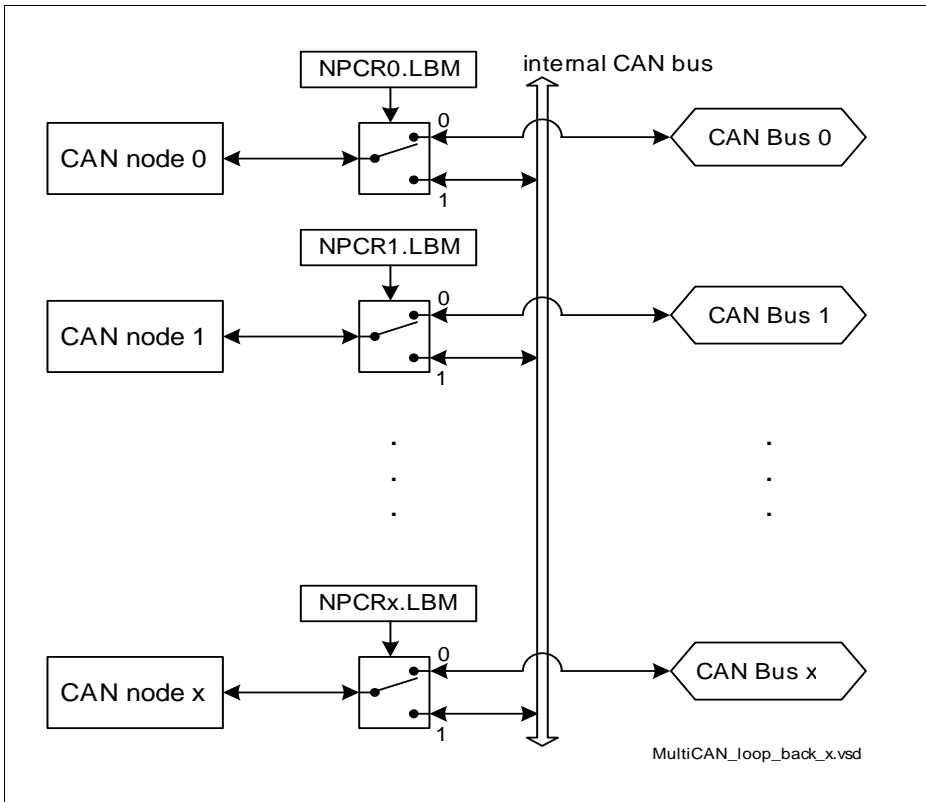 NPCR0.LBM
internal CAN bus
CAN node 0
0
1
CAN Bus 0
NPCR1.LBM
CAN node 1
0
1
CAN Bus 1
.
.
.
.
.
.
NPCRx.LBM
CAN node x
0
1
CAN Bus x
MultiCAN_loop_back_x.vsd